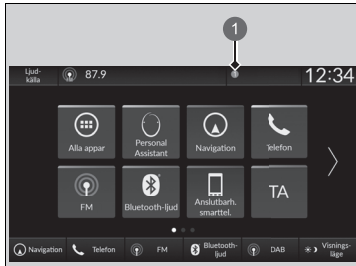 1
Ljud-
källa
87.9
12:34
Alla appar
Personal
Assistant
Navigation
Telefon
FM
Bluetooth-ljud
Anslutbarh.
smarttel.
TA
Navigation
Telefon
FM
Bluetooth-
ljud
DAB
Visnings-
läge